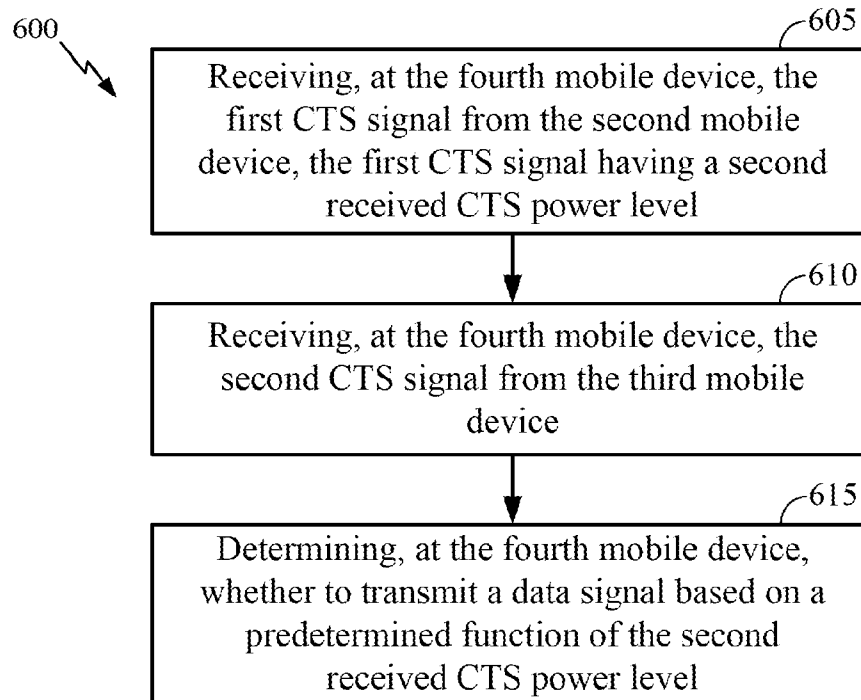 600
605
Receiving, at the fourth mobile device, the
first CTS signal from the second mobile
device, the first CTS signal having a second
received CTS power level
610
Receiving, at the fourth mobile device, the
second CTS signal from the third mobile
device
615
Determining, at the fourth mobile device,
whether to transmit a data signal based on a
predetermined function of the second
received CTS power level